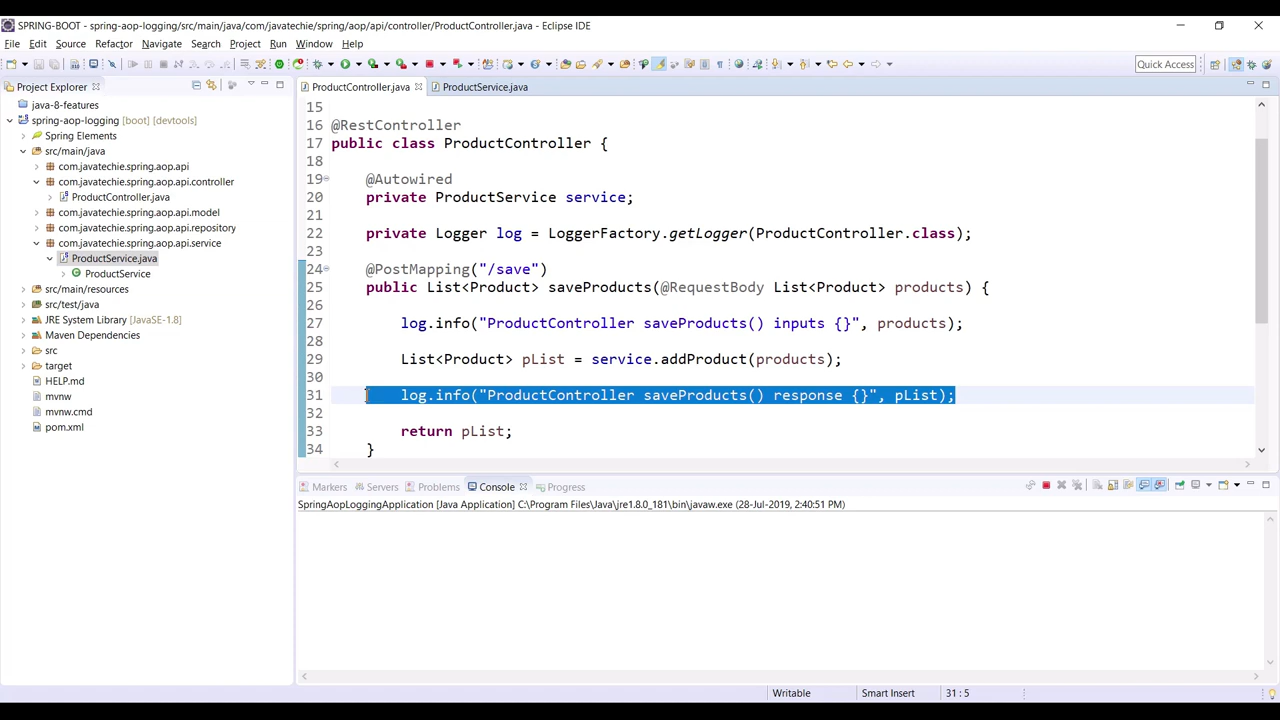 SPRING-BOOT - spring-aop-logging/src/main/java/com/javatechie/spring/aop/api/controller/ProductController.java - Eclipse IDE
File Edit Source Refactor Navigate Search Project Run Window Help
Quick Access
Project Explorer
java-8-features
spring-aop-logging [boot] [devtools]
Spring Elements
src/main/java
com.javatechie.spring.aop.api
com.javatechie.spring.aop.api.controller
ProductController.java
com.javatechie.spring.aop.api.model
com.javatechie.spring.aop.api.repository
com.javatechie.spring.aop.api.service
ProductService.java
ProductService
src/main/resources
src/test/java
JRE System Library [JavaSE-1.8]
Maven Dependencies
src
target
HELP.md
mvnw
mvnw.cmd
pom.xml
ProductController.java ProductService.java
15
16 @RestController
17 public class ProductController {
18
19 @Autowired
20 private ProductService service;
21
22 private Logger log = LoggerFactory.getLogger(ProductController.class);
23
24 @PostMapping("/save")
25 public List<Product> saveProducts(@RequestBody List<Product> products) {
26
27 log.info("ProductController saveProducts() inputs {}", products);
28
29 List<Product> pList = service.addProduct(products);
30
31 log.info("ProductController saveProducts() response {}", pList);
32
33 return pList;
34 }
Markers Servers Problems Console Progress
SpringAopLoggingApplication [Java Application] C:\Program Files\Java\jre1.8.0_181\bin\javaw.exe (28-Jul-2019, 2:40:51 PM)
Writable Smart Insert 31 : 5